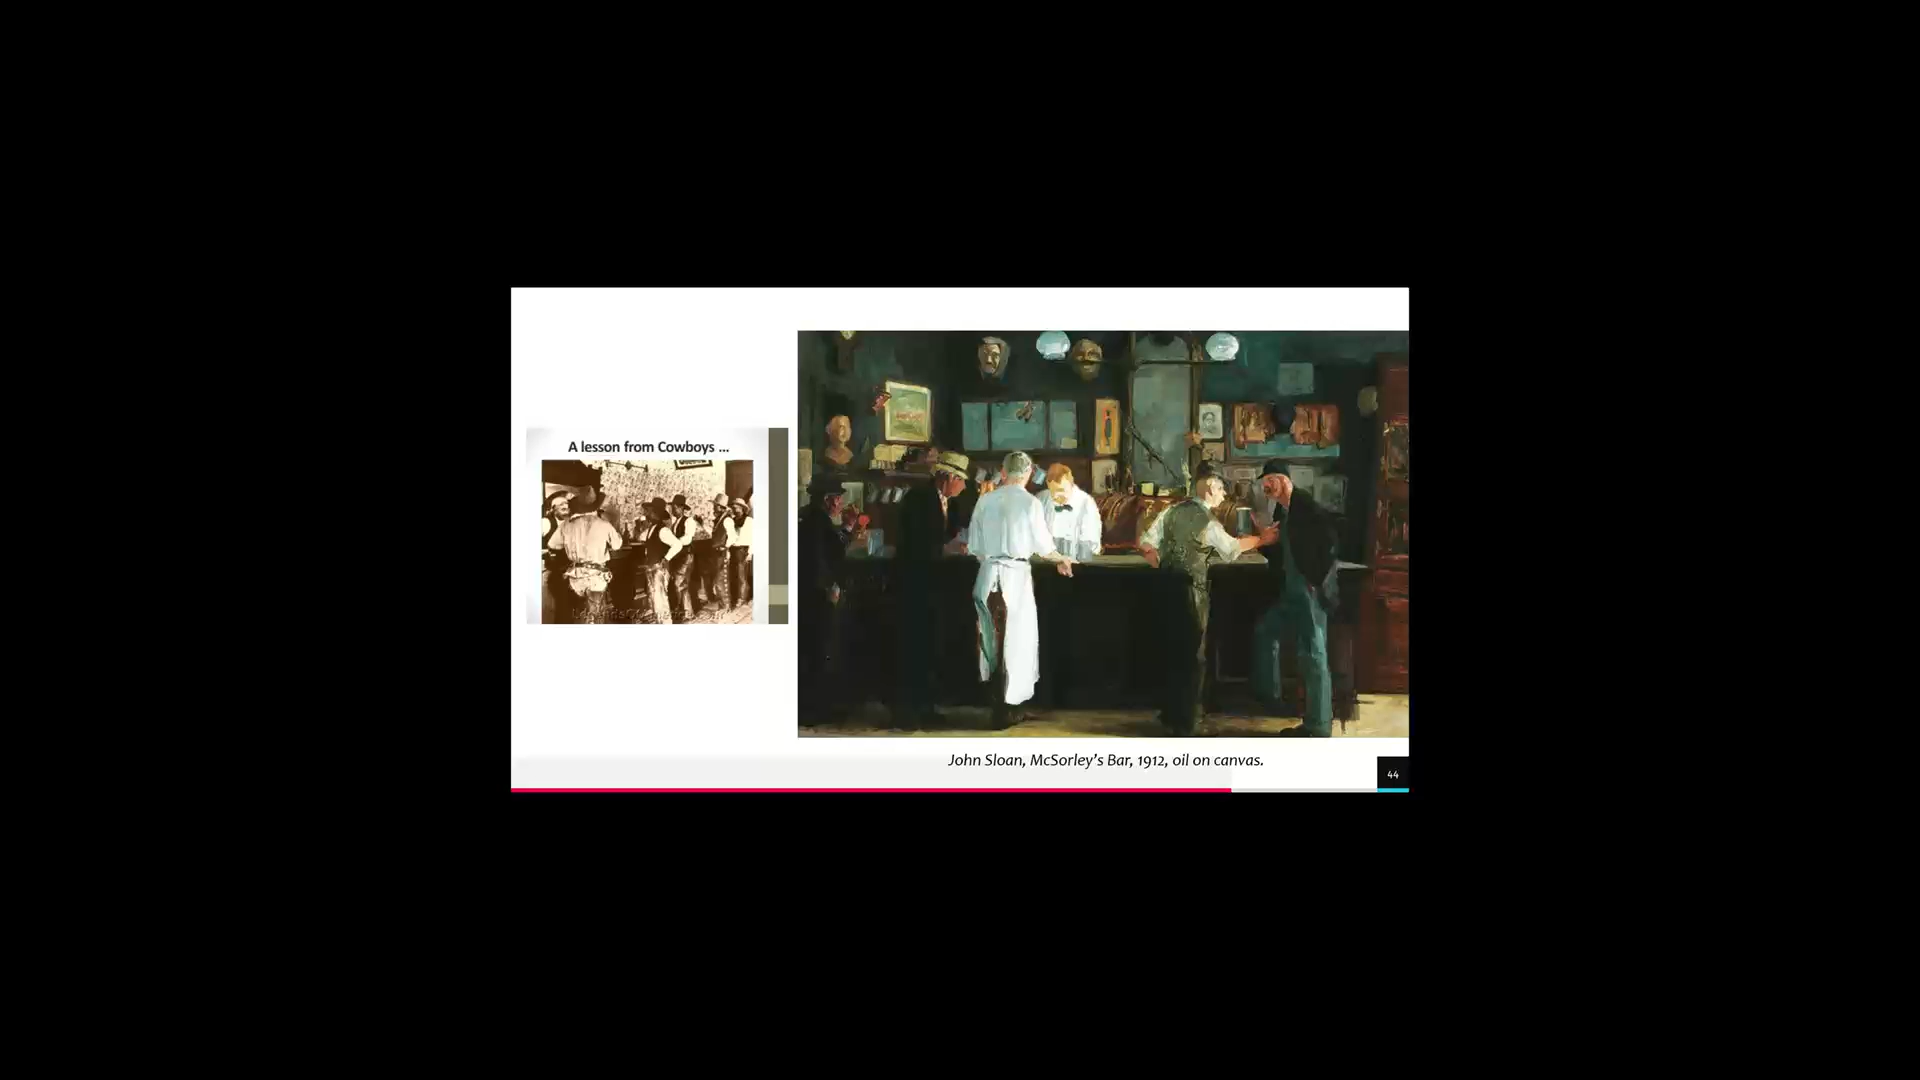 A lesson from Cowboys ...
John Sloan, McSorley's Bar, 1912, oil on canvas.
44